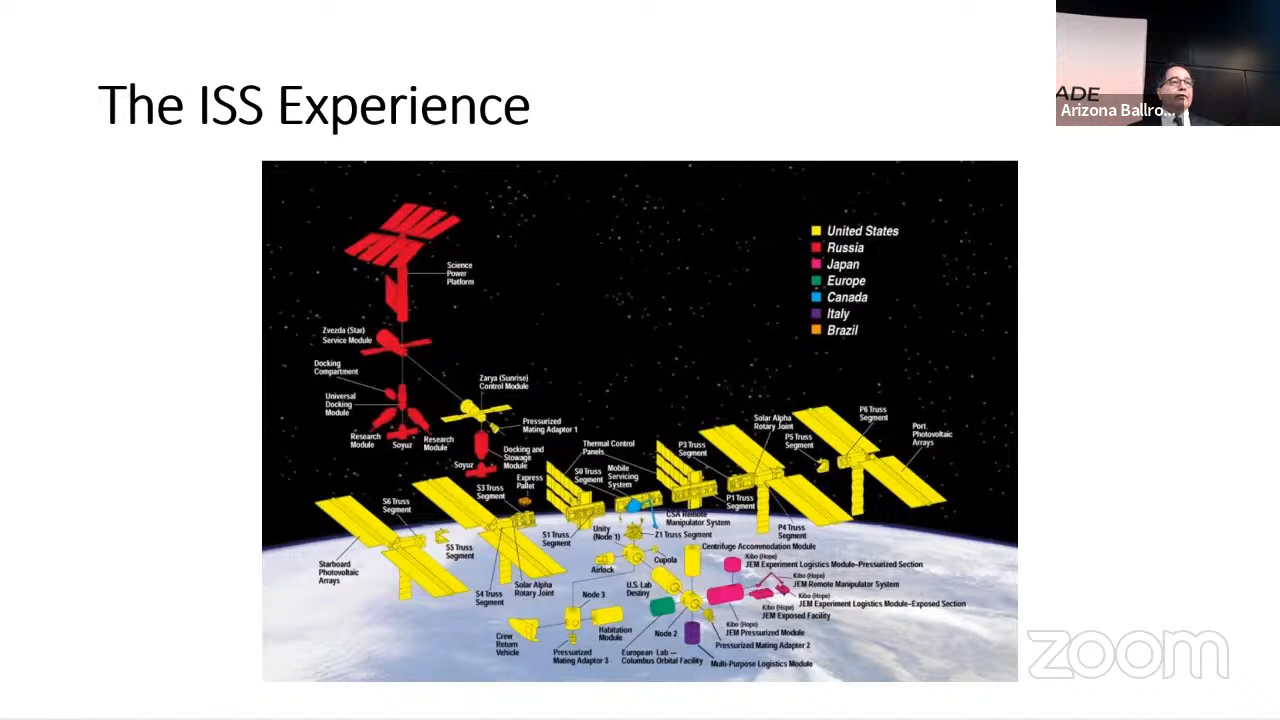 The ISS Experience
ADE
Arizona Ballro...
United States
Russia
Japan
Europe
Canada
Italy
Brazil
Science
Power
Platform
Zvezda (Star)
Service Module
Docking
Compartment
Universal
Docking
Module
Research
Module
Soyuz
Research
Module
Zarya (Sunrise)
Control Module
Pressurized
Mating Adaptor 1
Docking and
Stowage
Module
Soyuz
Express
Pallet
Thermal Control
Panels
S0 Truss
Segment
Mobile
Servicing
System
P3 Truss
Segment
Solar Alpha
Rotary Joint
P5 Truss
Segment
P6 Truss
Segment
Port
Photovoltaic
Arrays
S6 Truss
Segment
S3 Truss
Segment
CSA Remote
Manipulator System
P1 Truss
Segment
P4 Truss
Segment
S5 Truss
Segment
S1 Truss
Segment
Unity
(Node 1)
Z1 Truss Segment
Starboard
Photovoltaic
Arrays
S4 Truss
Segment
Solar Alpha
Rotary Joint
Airlock
Cupola
Centrifuge Accommodation Module
Kibo (Hope)
JEM Experiment Logistics Module–Pressurized Section
Kibo (Hope)
JEM Remote Manipulator System
Kibo (Hope)
JEM Experiment Logistics Module–Exposed Section
Kibo (Hope)
JEM Exposed Facility
Kibo (Hope)
JEM Pressurized Module
U.S. Lab
Destiny
Node 3
Habitation
Module
Node 2
Crew
Return
Vehicle
Pressurized
Mating Adaptor 3
European Lab —
Columbus Orbital Facility
Pressurized Mating Adaptor 2
Multi-Purpose Logistics Module
zoom